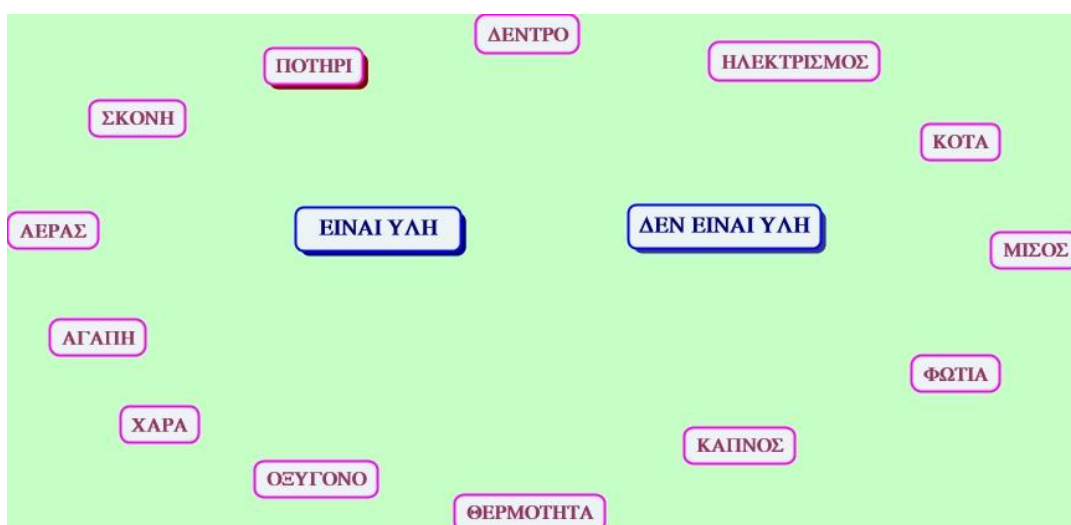 ΔΕΝΤΡΟ
ΠΟΤΗΡΙ
ΗΛΕΚΤΡΙΣΜΟΣ
ΣΚΟΝΗ
ΚΟΤΑ
ΑΕΡΑΣ
ΕΙΝΑΙ ΥΛΗ
ΔΕΝ ΕΙΝΑΙ ΥΛΗ
ΜΙΣΟΣ
ΑΓΑΠΗ
ΦΩΤΙΑ
ΧΑΡΑ
ΚΑΠΝΟΣ
ΟΞΥΓΟΝΟ
ΘΕΡΜΟΤΗΤΑ